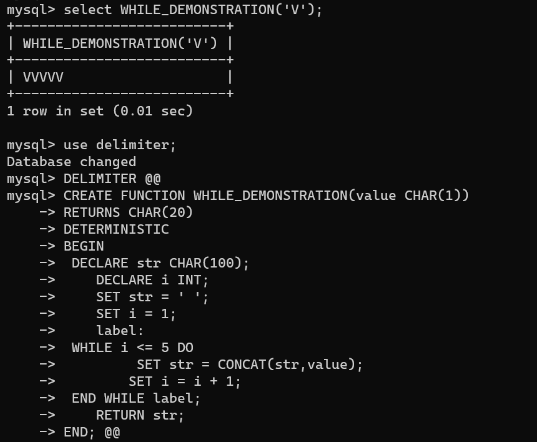 mysql> select WHILE_DEMONSTRATION('V');
+--------------------------+
| WHILE_DEMONSTRATION('V') |
+--------------------------+
| VVVVV                    |
+--------------------------+
1 row in set (0.01 sec)

mysql> use delimiter;
Database changed
mysql> DELIMITER @@
mysql> CREATE FUNCTION WHILE_DEMONSTRATION(value CHAR(1))
    -> RETURNS CHAR(20)
    -> DETERMINISTIC
    -> BEGIN
    ->  DECLARE str CHAR(100);
    ->     DECLARE i INT;
    ->     SET str = ' ';
    ->     SET i = 1;
    ->     label:
    ->  WHILE i <= 5 DO
    ->          SET str = CONCAT(str,value);
    ->         SET i = i + 1;
    ->  END WHILE label;
    ->     RETURN str;
    -> END; @@